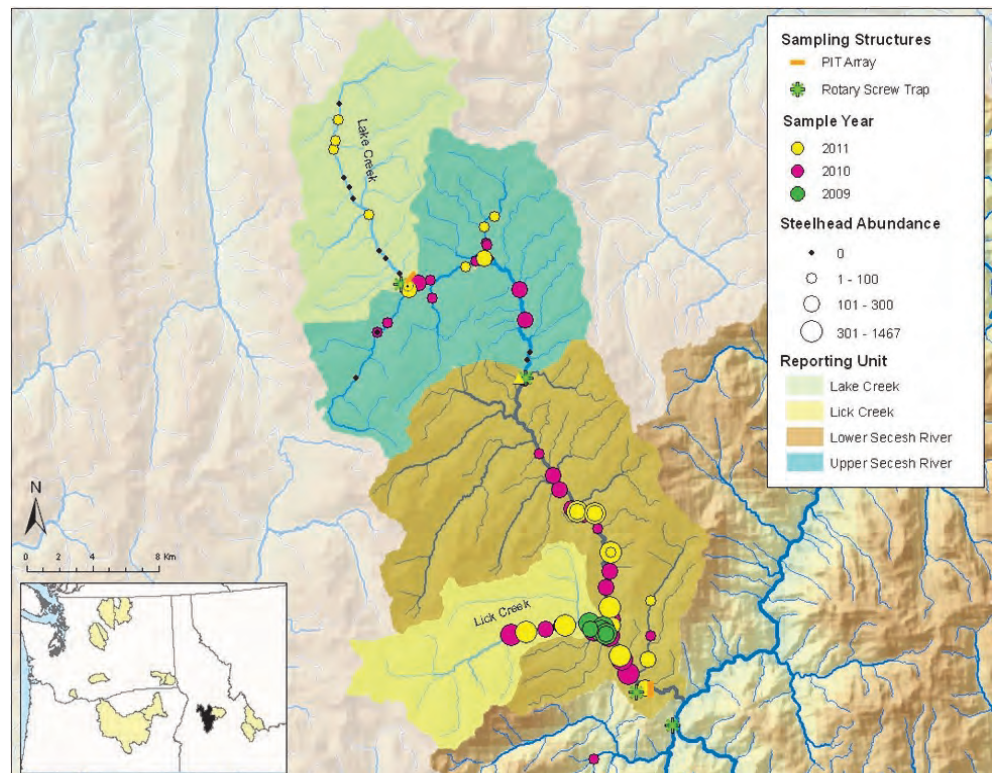 Sampling Structures
PIT Array
Rotary Screw Trap
Sample Year
2011
2010
2009
Steelhead Abundance
0
1 - 100
101 - 300
301 - 1467
Reporting Unit
Lake Creek
Lick Creek
Lower Secesh River
Upper Secesh River
Lake Creek
Lick Creek
N
0 2 4 8 Km